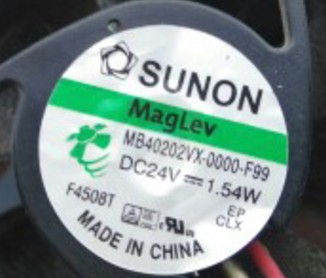 SUNON
MagLev
MB40202VX-0000-F99
DC24V ⎓ 1.54W
F4508T
EP
CLX
MADE IN CHINA